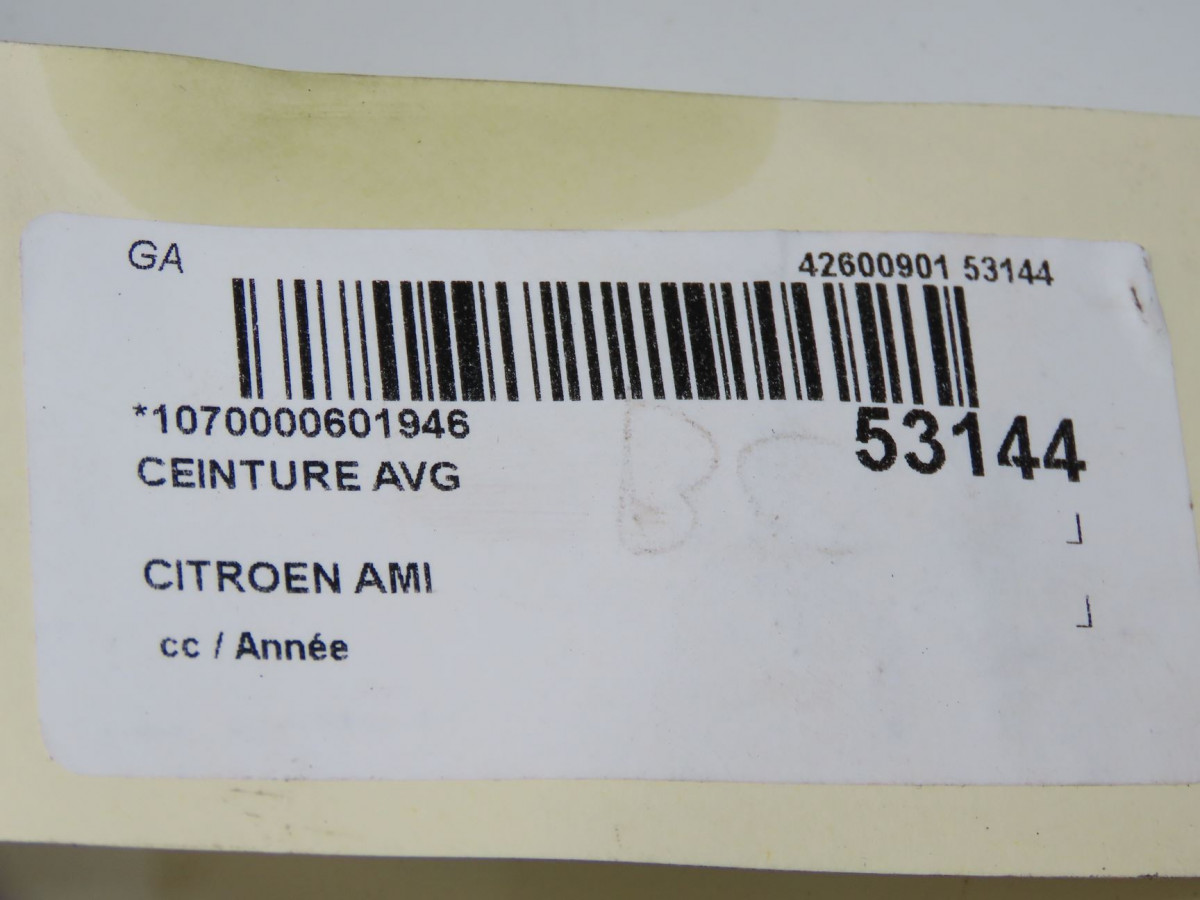 GA
42600901 53144
*1070000601946
53144
CEINTURE AVG
CITROEN AMI
cc / Année